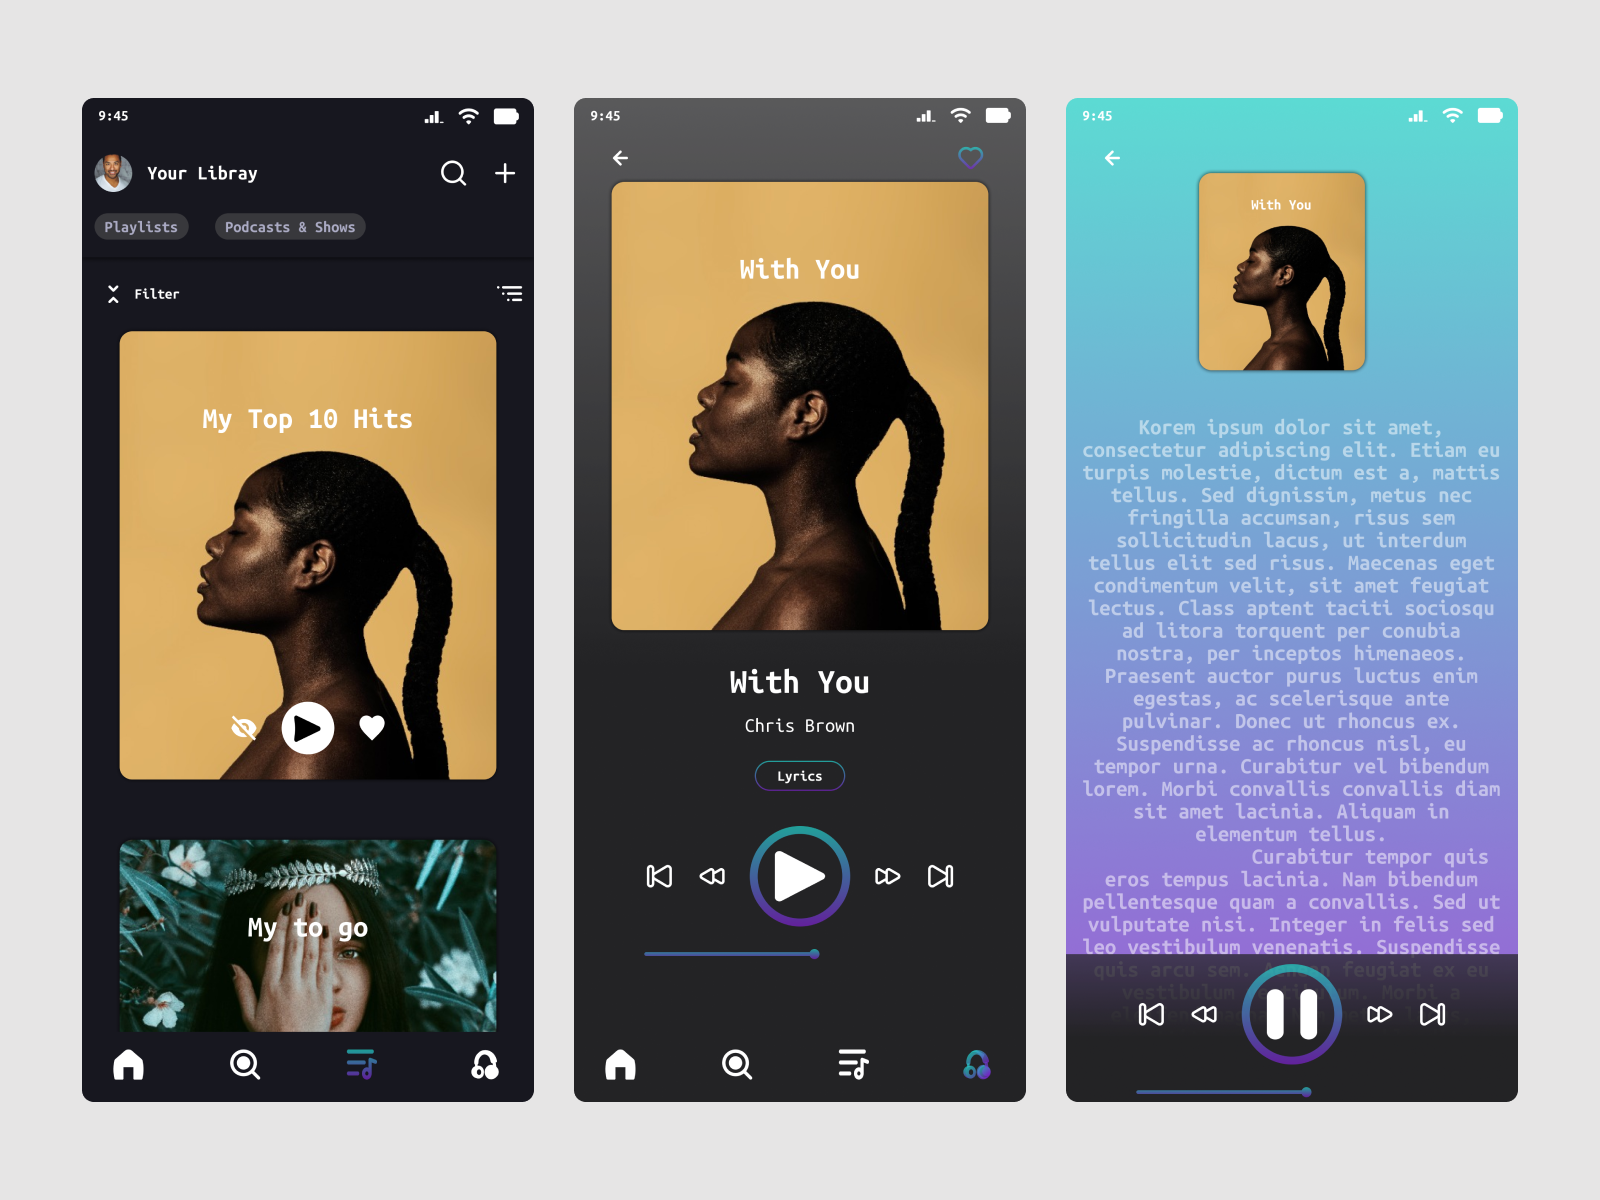 9:45
Your Libray
Playlists
Podcasts & Shows
Filter
My Top 10 Hits
My to go
9:45
With You
With You
Chris Brown
Lyrics
9:45
With You
Korem ipsum dolor sit amet,
consectetur adipiscing elit. Etiam eu
turpis molestie, dictum est a, mattis
tellus. Sed dignissim, metus nec
fringilla accumsan, risus sem
sollicitudin lacus, ut interdum
tellus elit sed risus. Maecenas eget
condimentum velit, sit amet feugiat
lectus. Class aptent taciti sociosqu
ad litora torquent per conubia
nostra, per inceptos himenaeos.
Praesent auctor purus luctus enim
egestas, ac scelerisque ante
pulvinar. Donec ut rhoncus ex.
Suspendisse ac rhoncus nisl, eu
tempor urna. Curabitur vel bibendum
lorem. Morbi convallis convallis diam
sit amet lacinia. Aliquam in
elementum tellus.
Curabitur tempor quis
eros tempus lacinia. Nam bibendum
pellentesque quam a convallis. Sed ut
vulputate nisi. Integer in felis sed
leo vestibulum venenatis. Suspendisse
quis arcu sem. Aenean feugiat ex eu
vestibulum Morbi a